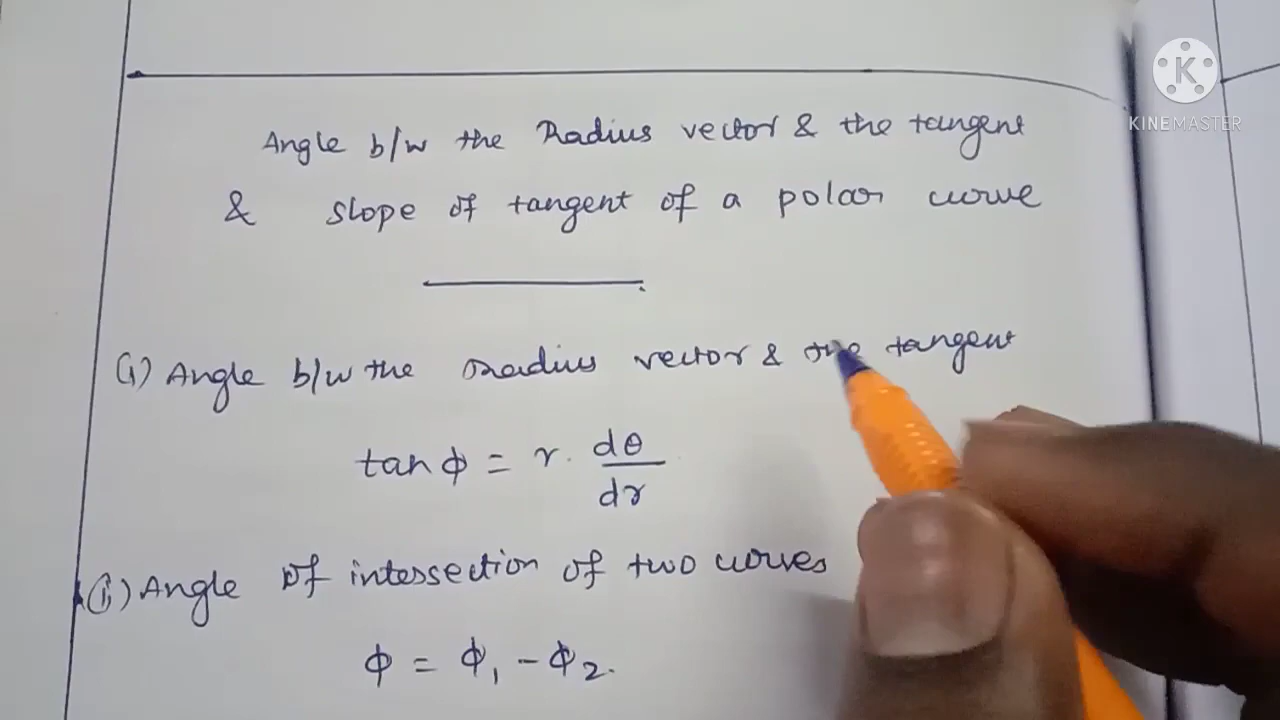 Angle b/w the Radius vector & the tangent
& slope of tangent of a polar curve
(i) Angle b/w the radius vector & the tangent
tan ϕ = r. dθ/dr
(ii) Angle of intersection of two curves
ϕ = ϕ₁ - ϕ₂.
K
KINEMASTER